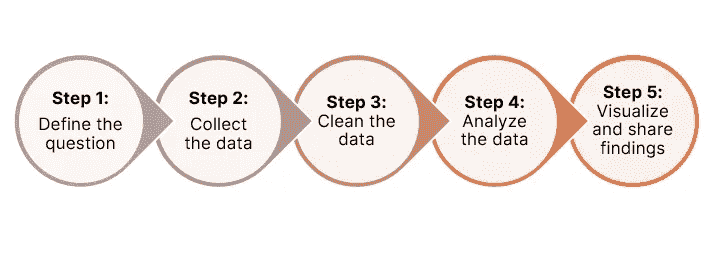 Step 1:
Define the
question
Step 2:
Collect
the data
Step 3:
Clean the
data
Step 4:
Analyze
the data
Step 5:
Visualize
and share
findings